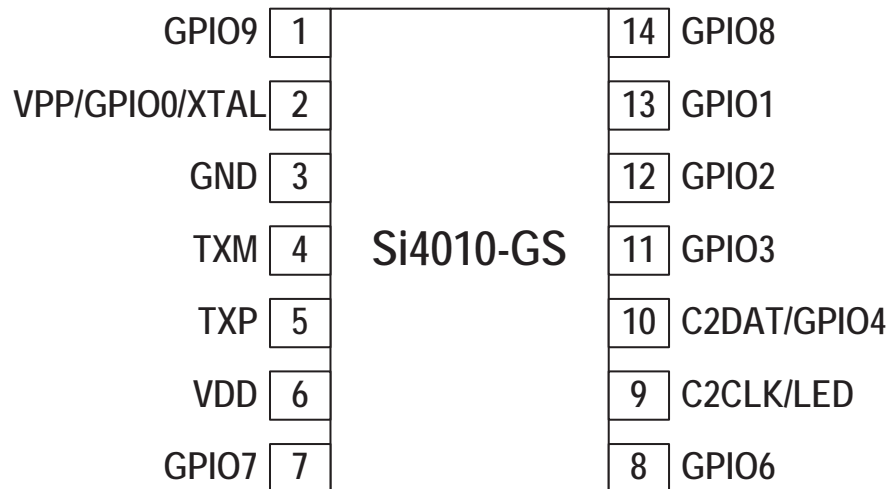 GPIO9 1 14 GPIO8
VPP/GPIO0/XTAL 2 13 GPIO1
GND 3 12 GPIO2
TXM 4 Si4010-GS 11 GPIO3
TXP 5 10 C2DAT/GPIO4
VDD 6 9 C2CLK/LED
GPIO7 7 8 GPIO6